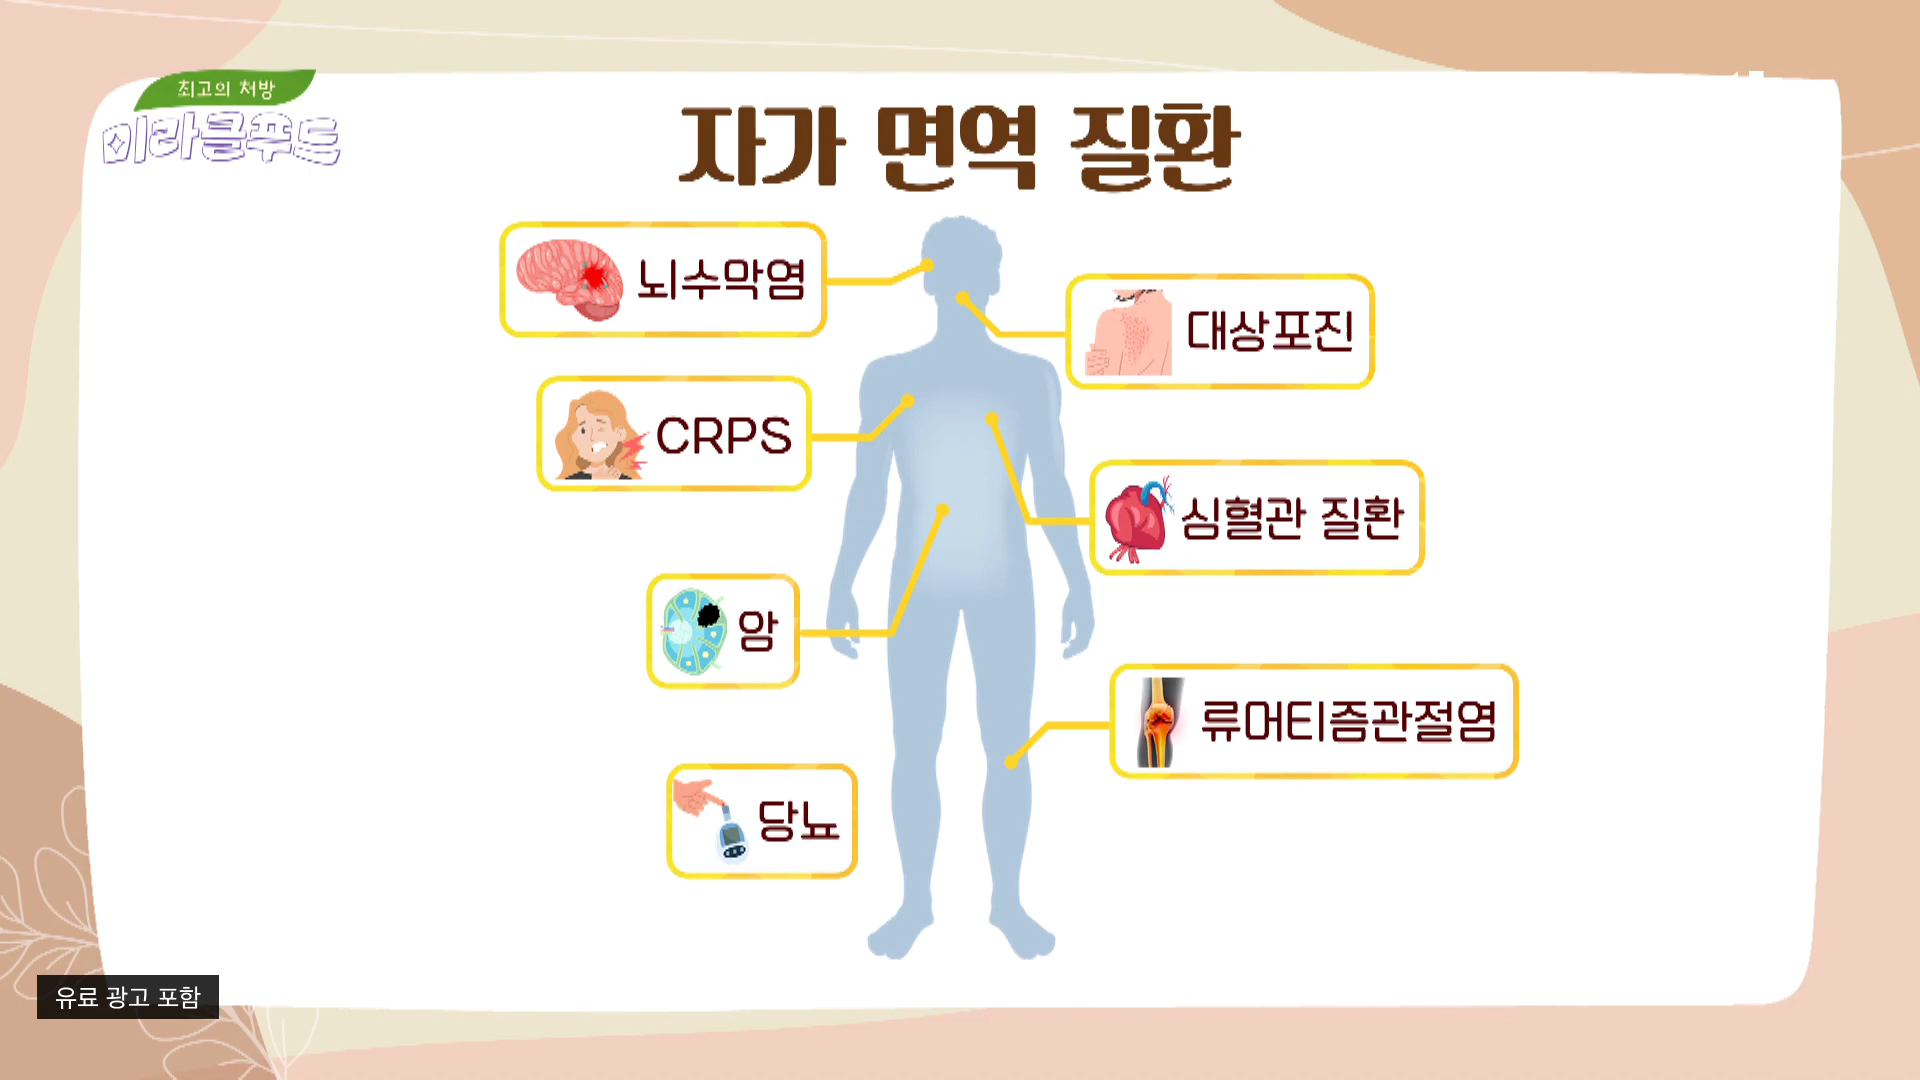 최고의 처방
미라클푸드
자가 면역 질환
뇌수막염
대상포진
CRPS
심혈관 질환
암
류머티즘관절염
당뇨
유료 광고 포함